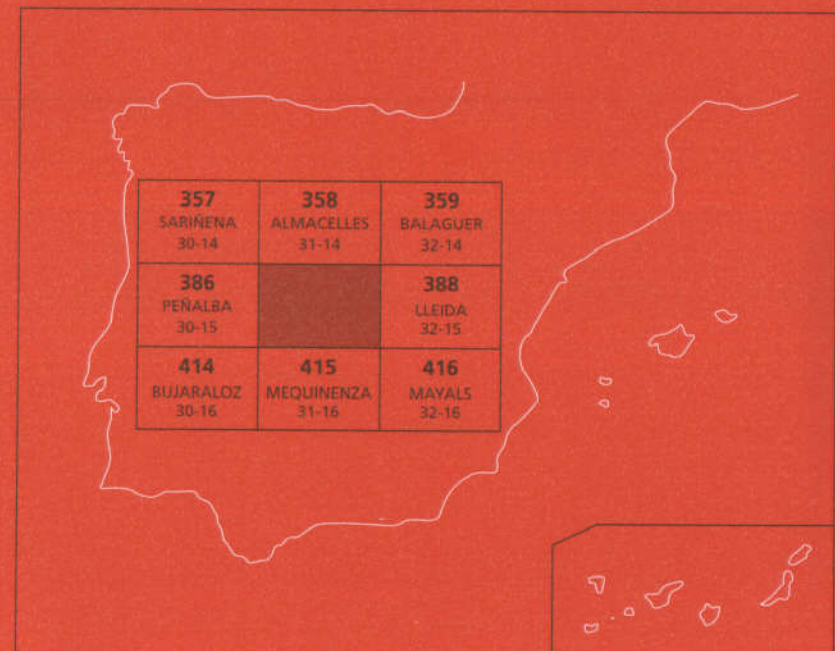 357
SARIÑENA
30-14
358
ALMACELLES
31-14
359
BALAGUER
32-14
386
PEÑALBA
30-15
388
LLEIDA
32-15
414
BUJARALOZ
30-16
415
MEQUINENZA
31-16
416
MAYALS
32-16